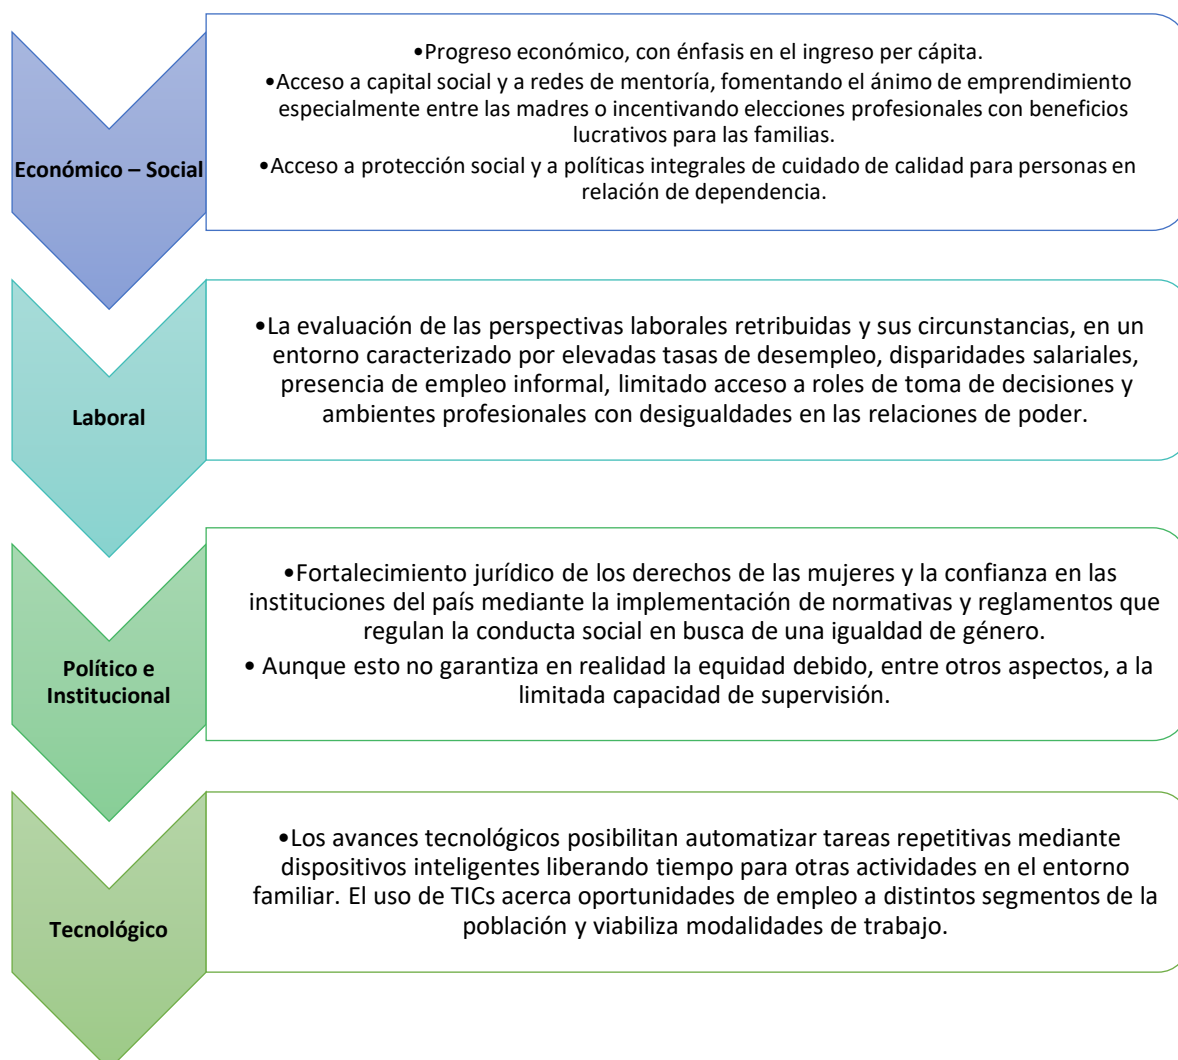 Económico – Social
•Progreso económico, con énfasis en el ingreso per cápita.
•Acceso a capital social y a redes de mentoría, fomentando el ánimo de emprendimiento
especialmente entre las madres o incentivando elecciones profesionales con beneficios
lucrativos para las familias.
•Acceso a protección social y a políticas integrales de cuidado de calidad para personas en
relación de dependencia.
Laboral
•La evaluación de las perspectivas laborales retribuidas y sus circunstancias, en un
entorno caracterizado por elevadas tasas de desempleo, disparidades salariales,
presencia de empleo informal, limitado acceso a roles de toma de decisiones y
ambientes profesionales con desigualdades en las relaciones de poder.
Político e
Institucional
•Fortalecimiento jurídico de los derechos de las mujeres y la confianza en las
instituciones del país mediante la implementación de normativas y reglamentos que
regulan la conducta social en busca de una igualdad de género.
• Aunque esto no garantiza en realidad la equidad debido, entre otros aspectos, a la
limitada capacidad de supervisión.
Tecnológico
•Los avances tecnológicos posibilitan automatizar tareas repetitivas mediante
dispositivos inteligentes liberando tiempo para otras actividades en el entorno
familiar. El uso de TICs acerca oportunidades de empleo a distintos segmentos de la
población y viabiliza modalidades de trabajo.